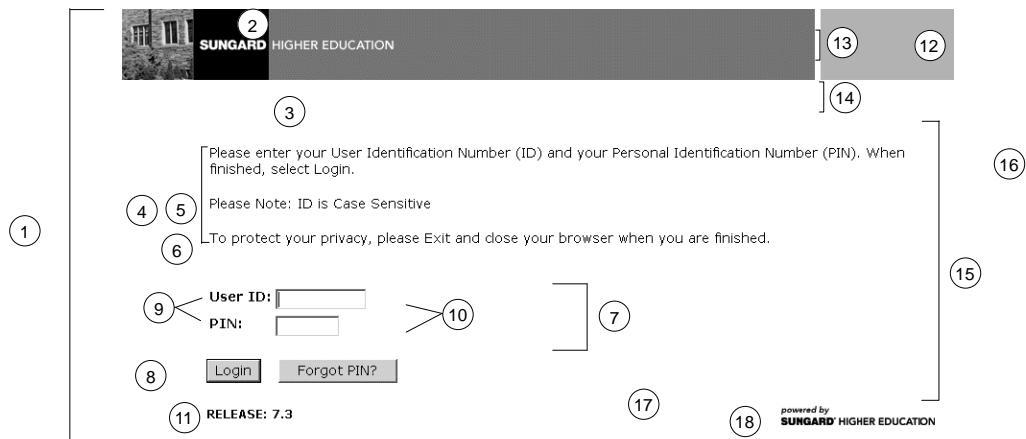 2
SUNGARD HIGHER EDUCATION
13
12
14
3
Please enter your User Identification Number (ID) and your Personal Identification Number (PIN). When
finished, select Login.
16
4
5
Please Note: ID is Case Sensitive
1
6
To protect your privacy, please Exit and close your browser when you are finished.
15
9
User ID:
PIN:
10
7
8
Login
Forgot PIN?
11
RELEASE: 7.3
17
18
powered by
SUNGARD' HIGHER EDUCATION